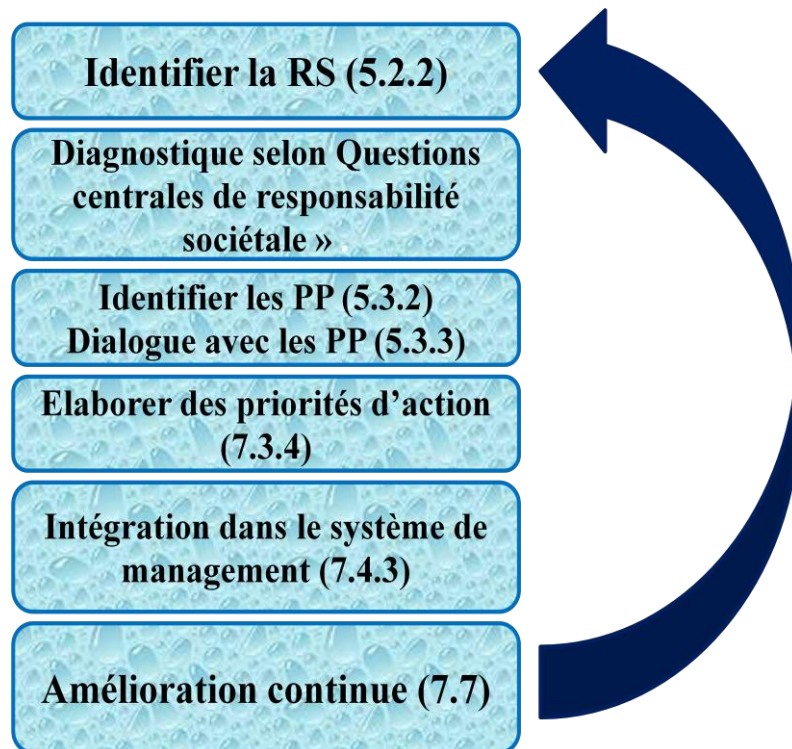 Identifier la RS (5.2.2)
Diagnostique selon Questions
centrales de responsabilité
sociétale » .
Identifier les PP (5.3.2)
Dialogue avec les PP (5.3.3)
Elaborer des priorités d’action
(7.3.4)
Intégration dans le système de
management (7.4.3)
Amélioration continue (7.7)